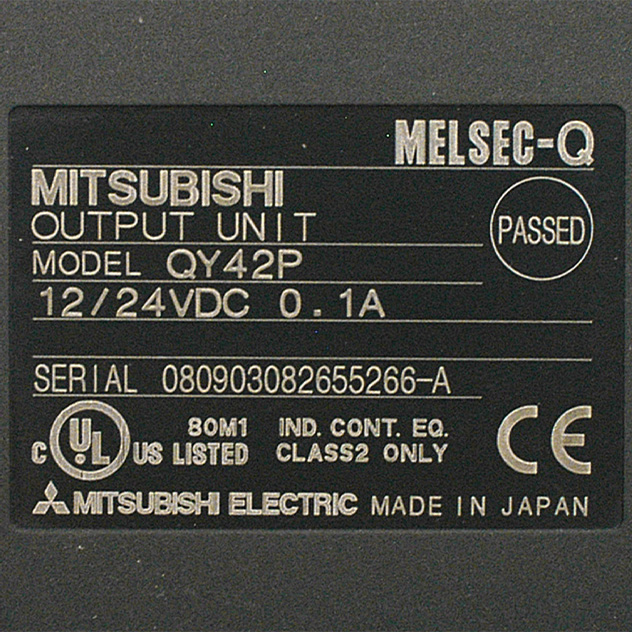 MELSEC-Q
MITSUBISHI
OUTPUT UNIT
PASSED
MODEL QY42P
12/24VDC 0.1A
SERIAL 080903082655266-A
C UL US LISTED 80M1 IND. CONT. EQ.
CLASS2 ONLY
CE
MITSUBISHI ELECTRIC MADE IN JAPAN